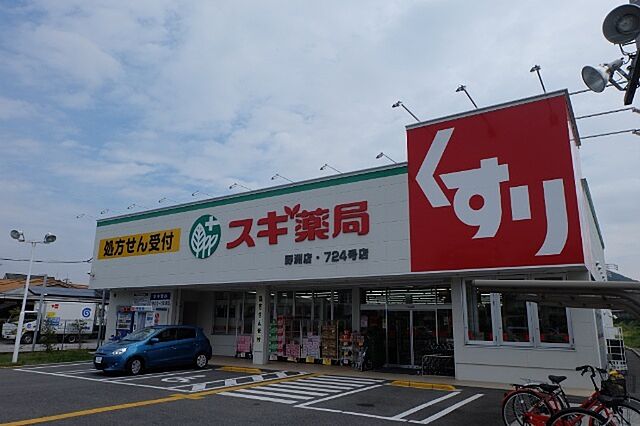 処方せん受付
スギ薬局
野洲店・724号店
くすり